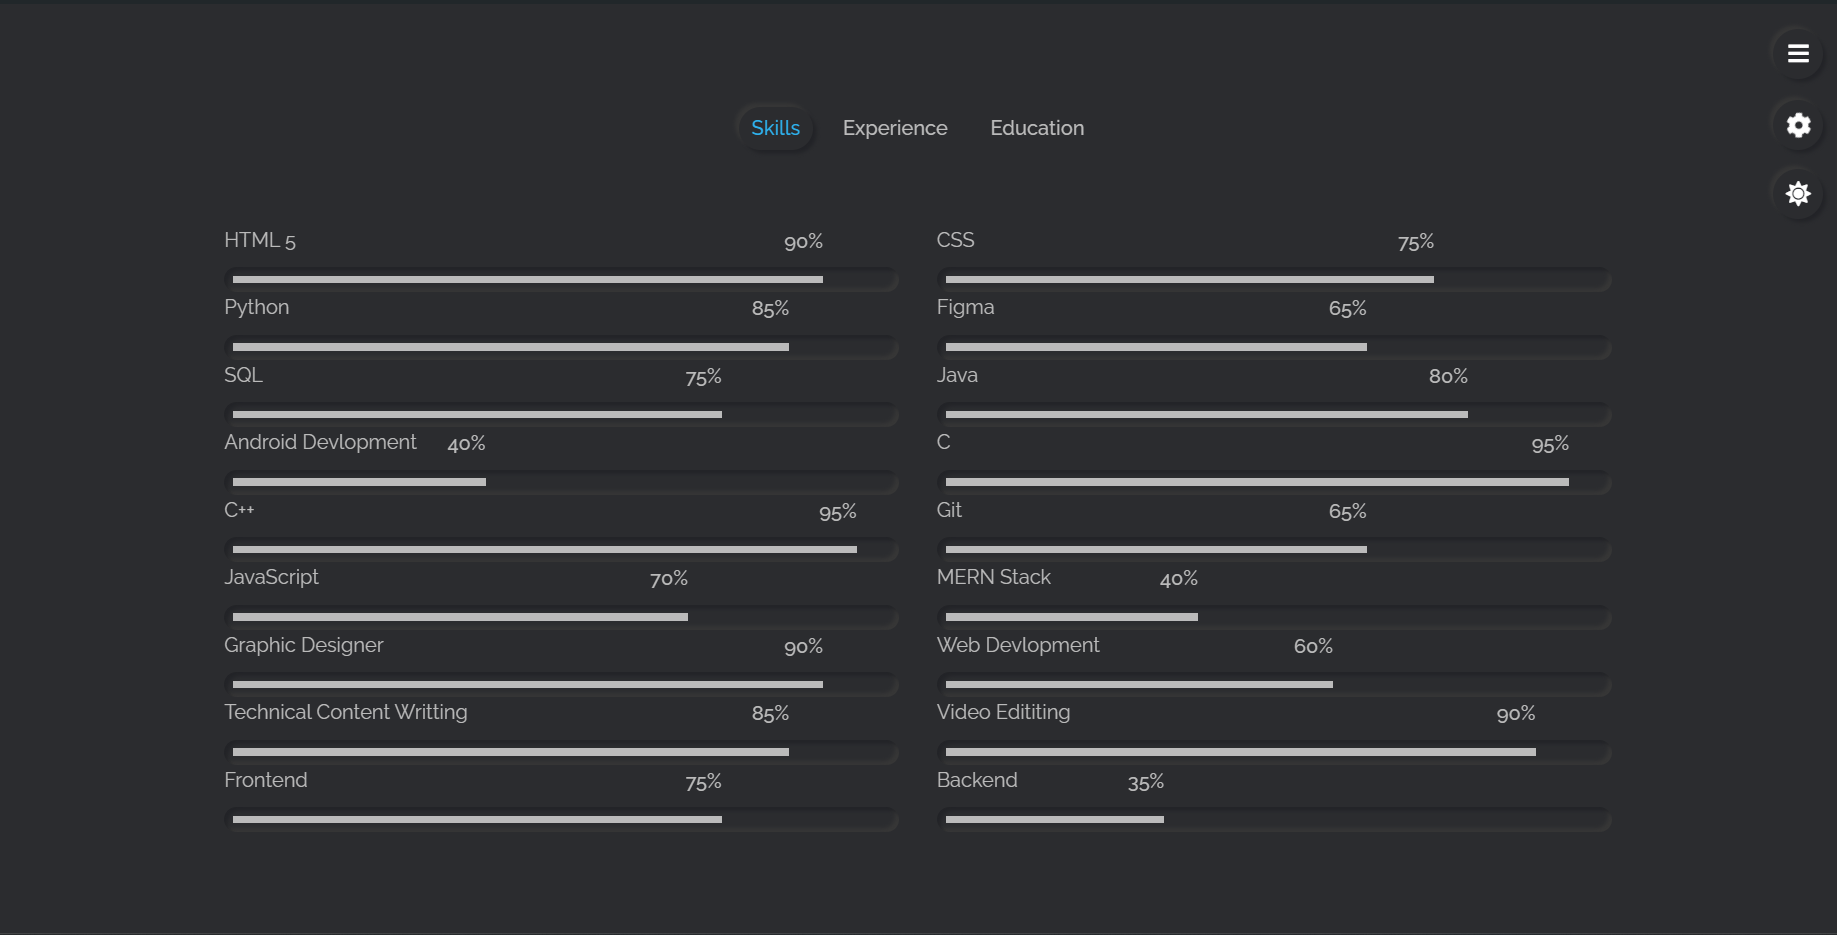 Skills Experience Education
HTML 5 90%
CSS 75%
Python 85%
Figma 65%
SQL 75%
Java 80%
Android Devlopment 40%
C 95%
C++ 95%
Git 65%
JavaScript 70%
MERN Stack 40%
Graphic Designer 90%
Web Devlopment 60%
Technical Content Writting 85%
Video Edititing 90%
Frontend 75%
Backend 35%